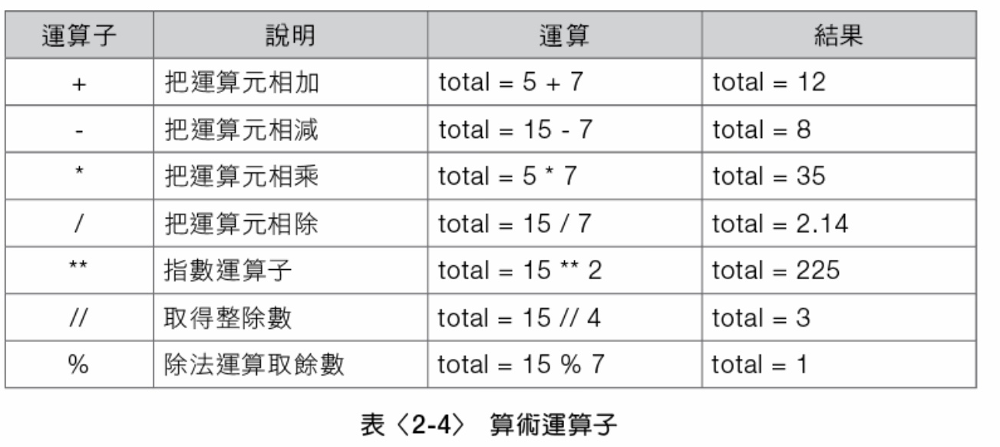 運算子 說明 運算 結果
+ 把運算元相加 total = 5 + 7 total = 12
- 把運算元相減 total = 15 - 7 total = 8
* 把運算元相乘 total = 5 * 7 total = 35
/ 把運算元相除 total = 15 / 7 total = 2.14
** 指數運算子 total = 15 ** 2 total = 225
// 取得整除數 total = 15 // 4 total = 3
% 除法運算取餘數 total = 15 % 7 total = 1
表〈2-4〉 算術運算子